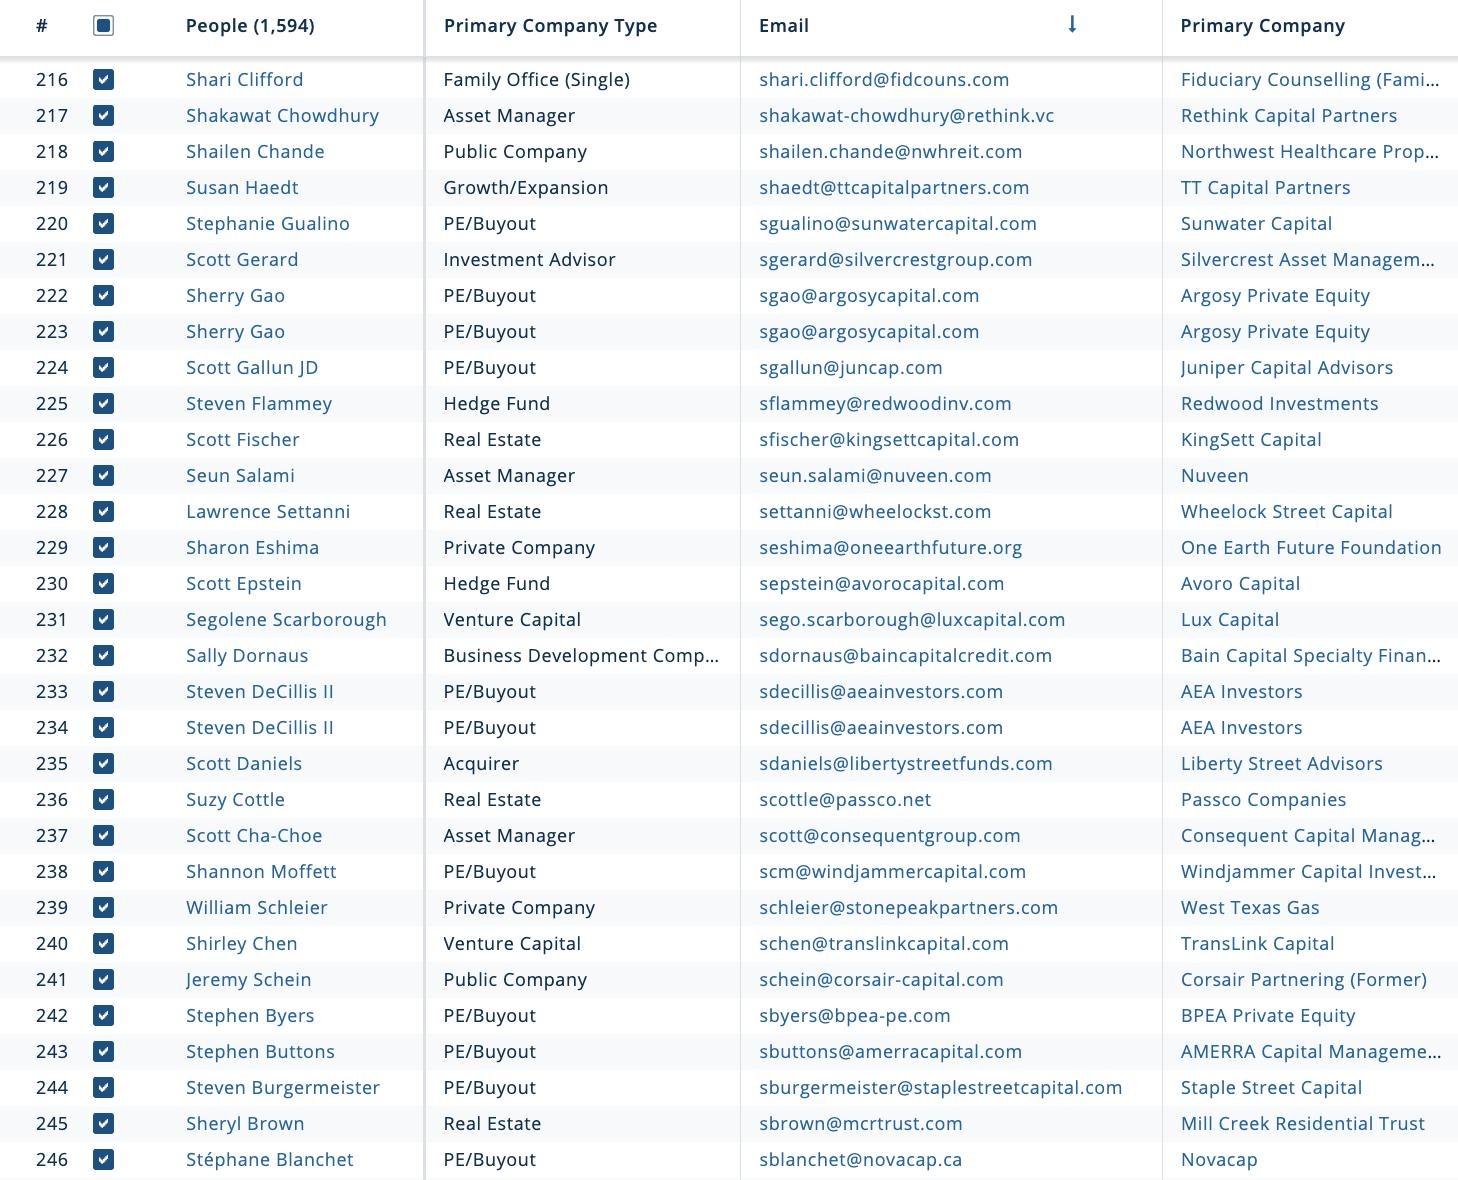 # People (1,594) Primary Company Type Email ↓ Primary Company
216 Shari Clifford Family Office (Single) shari.clifford@fidcouns.com Fiduciary Counselling (Fami...
217 Shakawat Chowdhury Asset Manager shakawat-chowdhury@rethink.vc Rethink Capital Partners
218 Shailen Chande Public Company shailen.chande@nwhreit.com Northwest Healthcare Prop...
219 Susan Haedt Growth/Expansion shaedt@ttcapitalpartners.com TT Capital Partners
220 Stephanie Gualino PE/Buyout sgualino@sunwatercapital.com Sunwater Capital
221 Scott Gerard Investment Advisor sgerard@silvercrestgroup.com Silvercrest Asset Managem...
222 Sherry Gao PE/Buyout sgao@argosycapital.com Argosy Private Equity
223 Sherry Gao PE/Buyout sgao@argosycapital.com Argosy Private Equity
224 Scott Gallun JD PE/Buyout sgallun@juncap.com Juniper Capital Advisors
225 Steven Flammey Hedge Fund sflammey@redwoodinv.com Redwood Investments
226 Scott Fischer Real Estate sfischer@kingsettcapital.com KingSett Capital
227 Seun Salami Asset Manager seun.salami@nuveen.com Nuveen
228 Lawrence Settanni Real Estate settanni@wheelockst.com Wheelock Street Capital
229 Sharon Eshima Private Company seshima@oneearthfuture.org One Earth Future Foundation
230 Scott Epstein Hedge Fund sepstein@avorocapital.com Avoro Capital
231 Segolene Scarborough Venture Capital sego.scarborough@luxcapital.com Lux Capital
232 Sally Dornaus Business Development Comp... sdornaus@baincapitalcredit.com Bain Capital Specialty Finan...
233 Steven DeCillis II PE/Buyout sdecillis@aeainvestors.com AEA Investors
234 Steven DeCillis II PE/Buyout sdecillis@aeainvestors.com AEA Investors
235 Scott Daniels Acquirer sdaniels@libertystreetfunds.com Liberty Street Advisors
236 Suzy Cottle Real Estate scottle@passco.net Passco Companies
237 Scott Cha-Choe Asset Manager scott@consequentgroup.com Consequent Capital Manag...
238 Shannon Moffett PE/Buyout scm@windjammercapital.com Windjammer Capital Invest...
239 William Schleier Private Company schleier@stonepeakpartners.com West Texas Gas
240 Shirley Chen Venture Capital schen@translinkcapital.com TransLink Capital
241 Jeremy Schein Public Company schein@corsair-capital.com Corsair Partnering (Former)
242 Stephen Byers PE/Buyout sbyers@bpea-pe.com BPEA Private Equity
243 Stephen Buttons PE/Buyout sbuttons@amerracapital.com AMERRA Capital Manageme...
244 Steven Burgermeister PE/Buyout sburgermeister@staplestreetcapital.com Staple Street Capital
245 Sheryl Brown Real Estate sbrown@mcrtrust.com Mill Creek Residential Trust
246 Stéphane Blanchet PE/Buyout sblanchet@novacap.ca Novacap